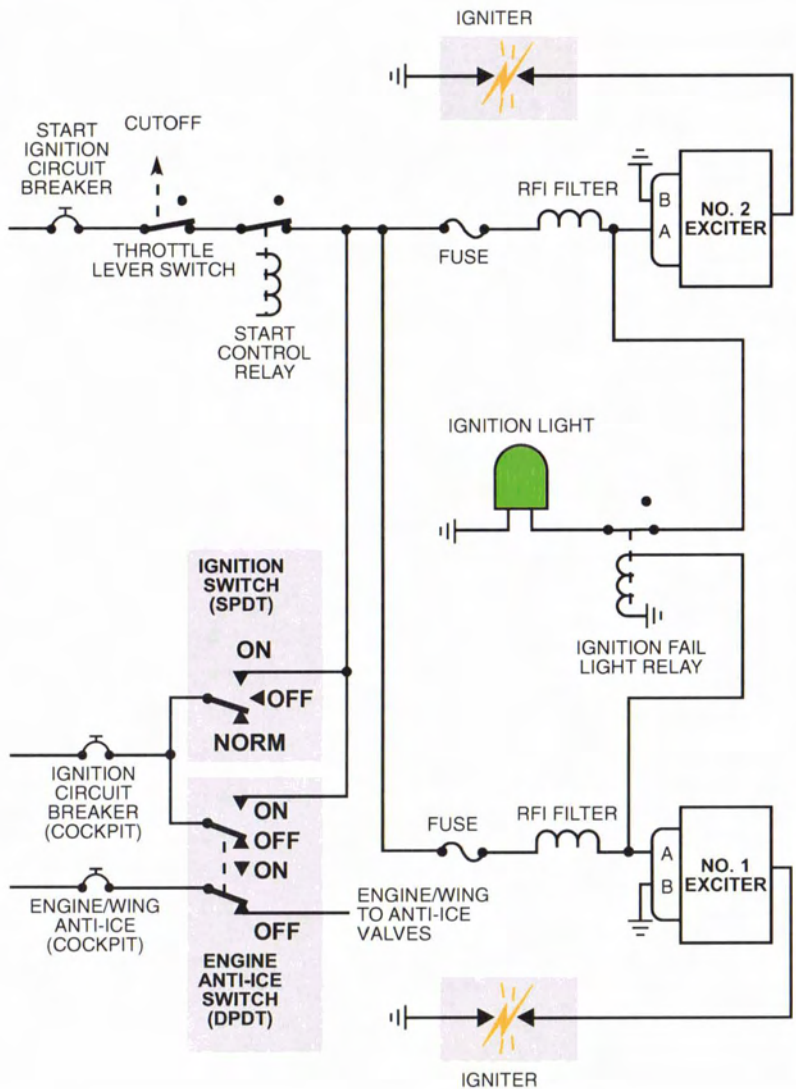 IGNITER
START
IGNITION
CIRCUIT
BREAKER
CUTOFF
THROTTLE
LEVER SWITCH
START
CONTROL
RELAY
FUSE
RFI FILTER
B
A
NO. 2
EXCITER
IGNITION LIGHT
IGNITION FAIL
LIGHT RELAY
IGNITION
SWITCH
(SPDT)
ON
OFF
NORM
IGNITION
CIRCUIT
BREAKER
(COCKPIT)
ON
OFF
ON
OFF
ENGINE/WING
ANTI-ICE
(COCKPIT)
ENGINE/WING
TO ANTI-ICE
VALVES
ENGINE
ANTI-ICE
SWITCH
(DPDT)
FUSE
RFI FILTER
A
B
NO. 1
EXCITER
IGNITER